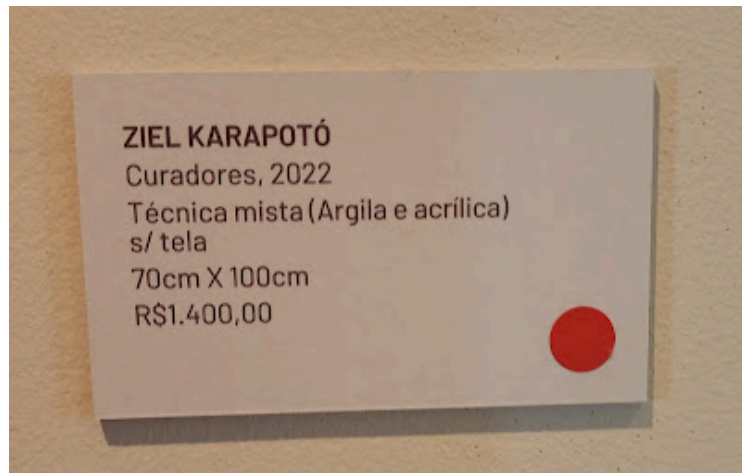 ZIEL KARAPOTÓ
Curadores, 2022
Técnica mista (Argila e acrílica)
s/ tela
70cm X 100cm
R$1.400,00